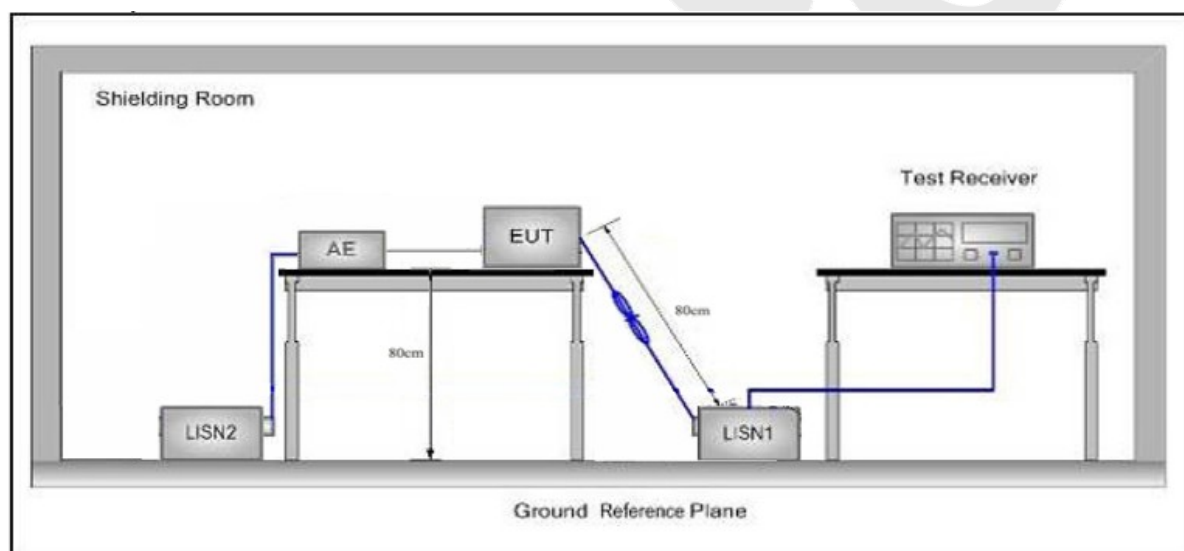 Shielding Room
Test Receiver
AE
EUT
80cm
80cm
LISN2
LISN1
Ground Reference Plane